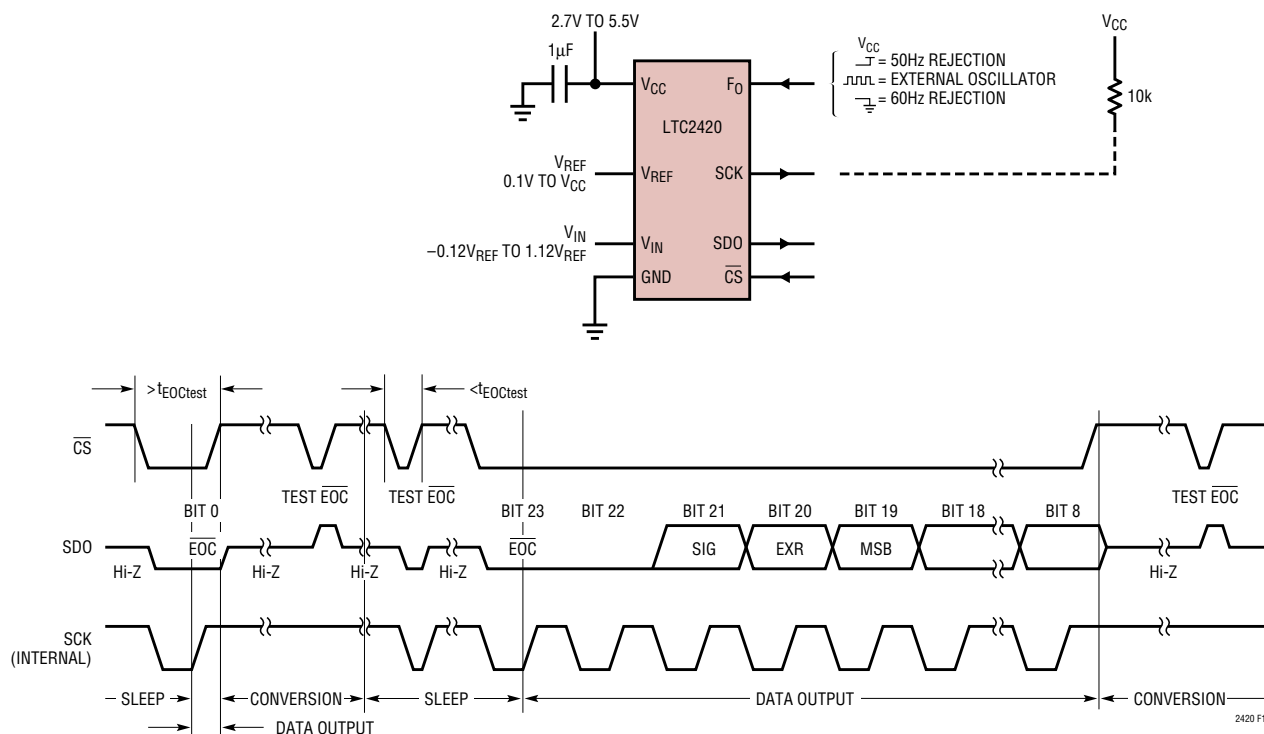 2.7V TO 5.5V
1µF
VCC
FO
VCC
= 50Hz REJECTION
= EXTERNAL OSCILLATOR
= 60Hz REJECTION
VCC
10k
LTC2420
VREF
0.1V TO VCC
VREF
SCK
VIN
–0.12VREF TO 1.12VREF
VIN
SDO
GND
CS
>tEOCtest
<tEOCtest
CS
TEST EOC
TEST EOC
TEST EOC
BIT 0
BIT 23
BIT 22
BIT 21
BIT 20
BIT 19
BIT 18
BIT 8
SDO
EOC
EOC
SIG
EXR
MSB
Hi-Z
Hi-Z
Hi-Z
Hi-Z
Hi-Z
SCK
(INTERNAL)
SLEEP
CONVERSION
SLEEP
DATA OUTPUT
CONVERSION
DATA OUTPUT